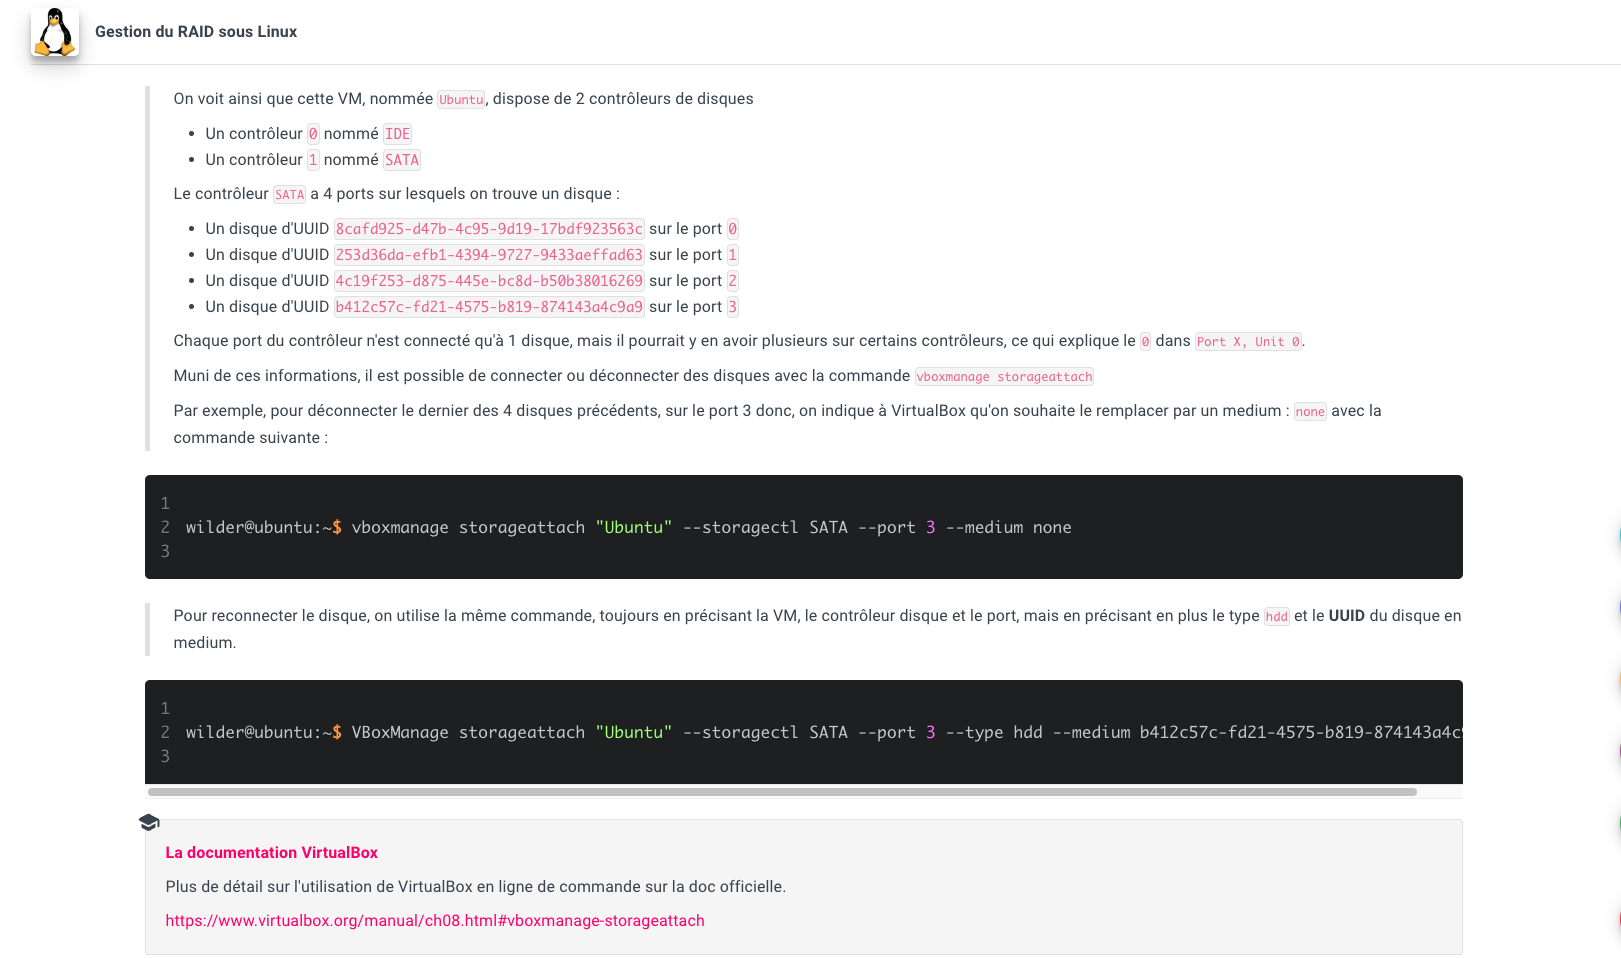 Gestion du RAID sous Linux
On voit ainsi que cette VM, nommée Ubuntu, dispose de 2 contrôleurs de disques
• Un contrôleur 0 nommé IDE
• Un contrôleur 1 nommé SATA
Le contrôleur SATA a 4 ports sur lesquels on trouve un disque :
• Un disque d'UUID 8cafd925-d47b-4c95-9d19-17bdf923563c sur le port 0
• Un disque d'UUID 253d36da-efb1-4394-9727-9433aeffad63 sur le port 1
• Un disque d'UUID 4c19f253-d875-445e-bc8d-b50b38016269 sur le port 2
• Un disque d'UUID b412c57c-fd21-4575-b819-874143a4c9a9 sur le port 3
Chaque port du contrôleur n'est connecté qu'à 1 disque, mais il pourrait y en avoir plusieurs sur certains contrôleurs, ce qui explique le 0 dans Port X, Unit 0.
Muni de ces informations, il est possible de connecter ou déconnecter des disques avec la commande vboxmanage storageattach
Par exemple, pour déconnecter le dernier des 4 disques précédents, sur le port 3 donc, on indique à VirtualBox qu'on souhaite le remplacer par un medium : none avec la
commande suivante :
1
2 wilder@ubuntu:~$ vboxmanage storageattach "Ubuntu" --storagectl SATA --port 3 --medium none
3
Pour reconnecter le disque, on utilise la même commande, toujours en précisant la VM, le contrôleur disque et le port, mais en précisant en plus le type hdd et le UUID du disque en
medium.
1
2 wilder@ubuntu:~$ VBoxManage storageattach "Ubuntu" --storagectl SATA --port 3 --type hdd --medium b412c57c-fd21-4575-b819-874143a4c
3
La documentation VirtualBox
Plus de détail sur l'utilisation de VirtualBox en ligne de commande sur la doc officielle.
https://www.virtualbox.org/manual/ch08.html#vboxmanage-storageattach